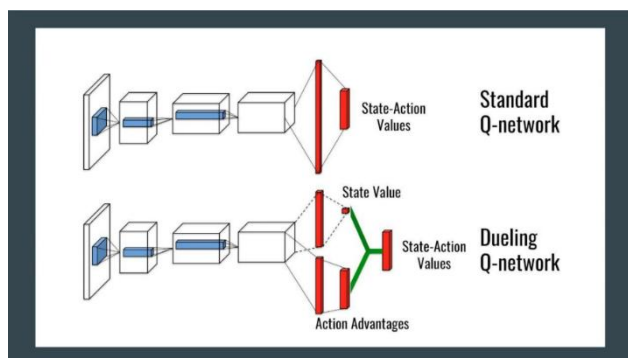 State-Action
Values
Standard
Q-network
State Value
State-Action
Values
Dueling
Q-network
Action Advantages